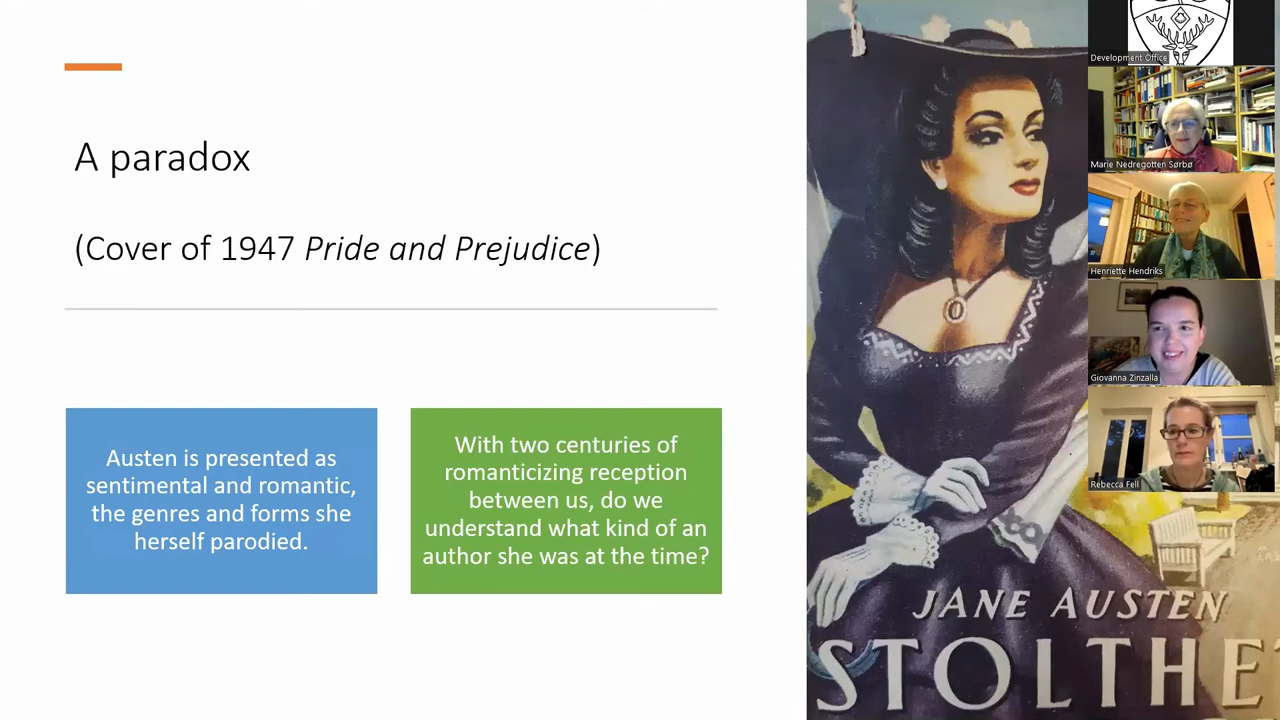 A paradox
(Cover of 1947 Pride and Prejudice)
Austen is presented as
sentimental and romantic,
the genres and forms she
herself parodied.
With two centuries of
romanticizing reception
between us, do we
understand what kind of an
author she was at the time?
JANE AUSTEN
STOLTHE
Development Office
Marie Nedregotten Sørbø
Henriette Hendriks
Giovanna Zinzalla
Rebecca Fell